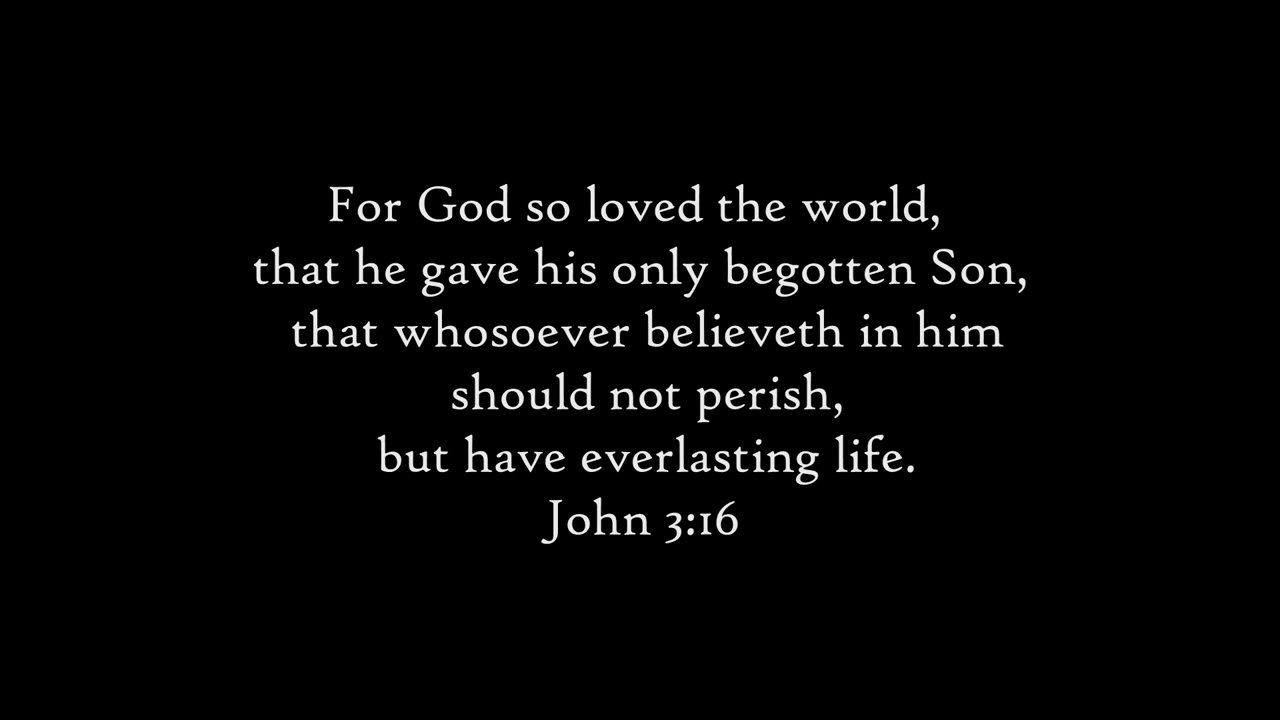 For God so loved the world,
that he gave his only begotten Son,
that whosoever believeth in him
should not perish,
but have everlasting life.
John 3:16